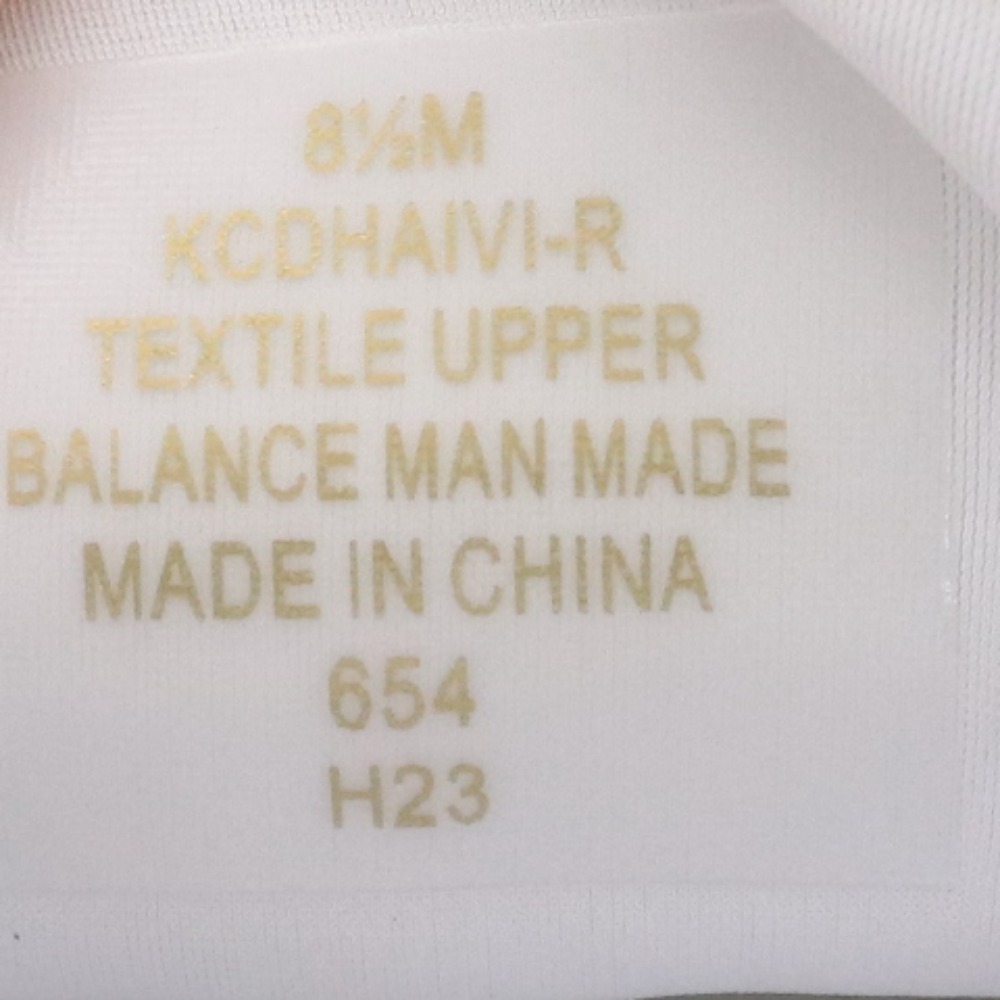 8½M
KCDHAIVI-R
TEXTILE UPPER
BALANCE MAN MADE
MADE IN CHINA
654
H23